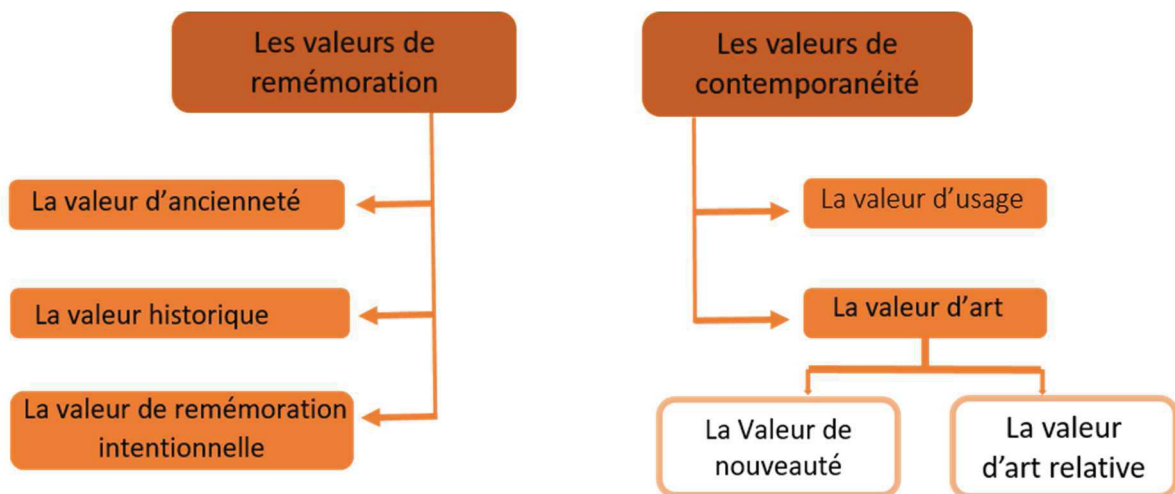 Les valeurs de
remémoration
La valeur d’ancienneté
La valeur historique
La valeur de remémoration
intentionnelle
Les valeurs de
contemporanéité
La valeur d’usage
La valeur d’art
La Valeur de
nouveauté
La valeur
d’art relative